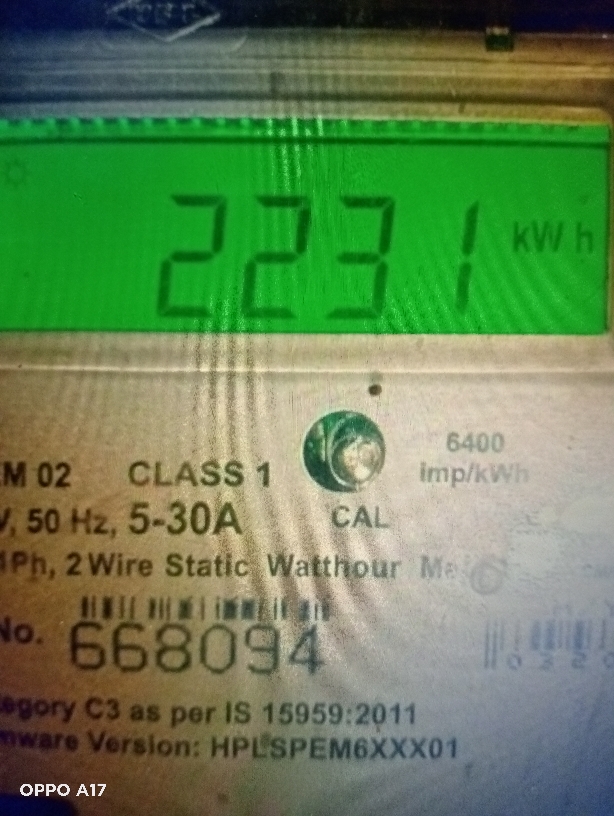 2231 kWh
6400
imp/kWh
M 02 CLASS 1
CAL
V, 50 Hz, 5-30A
1Ph, 2 Wire Static Watthour
No.
668094
egory C3 as per IS 15959:2011
mware Version: HPLSPEM6XXX01
OPPO A17